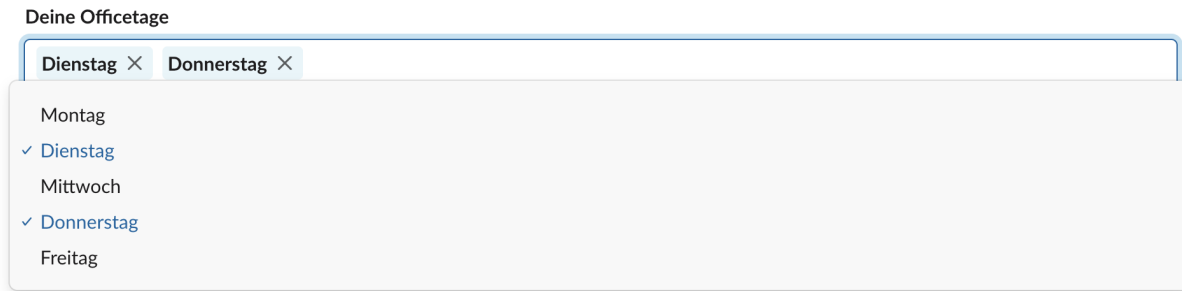 Deine Officetage
Dienstag Donnerstag
Montag
Dienstag
Mittwoch
Donnerstag
Freitag